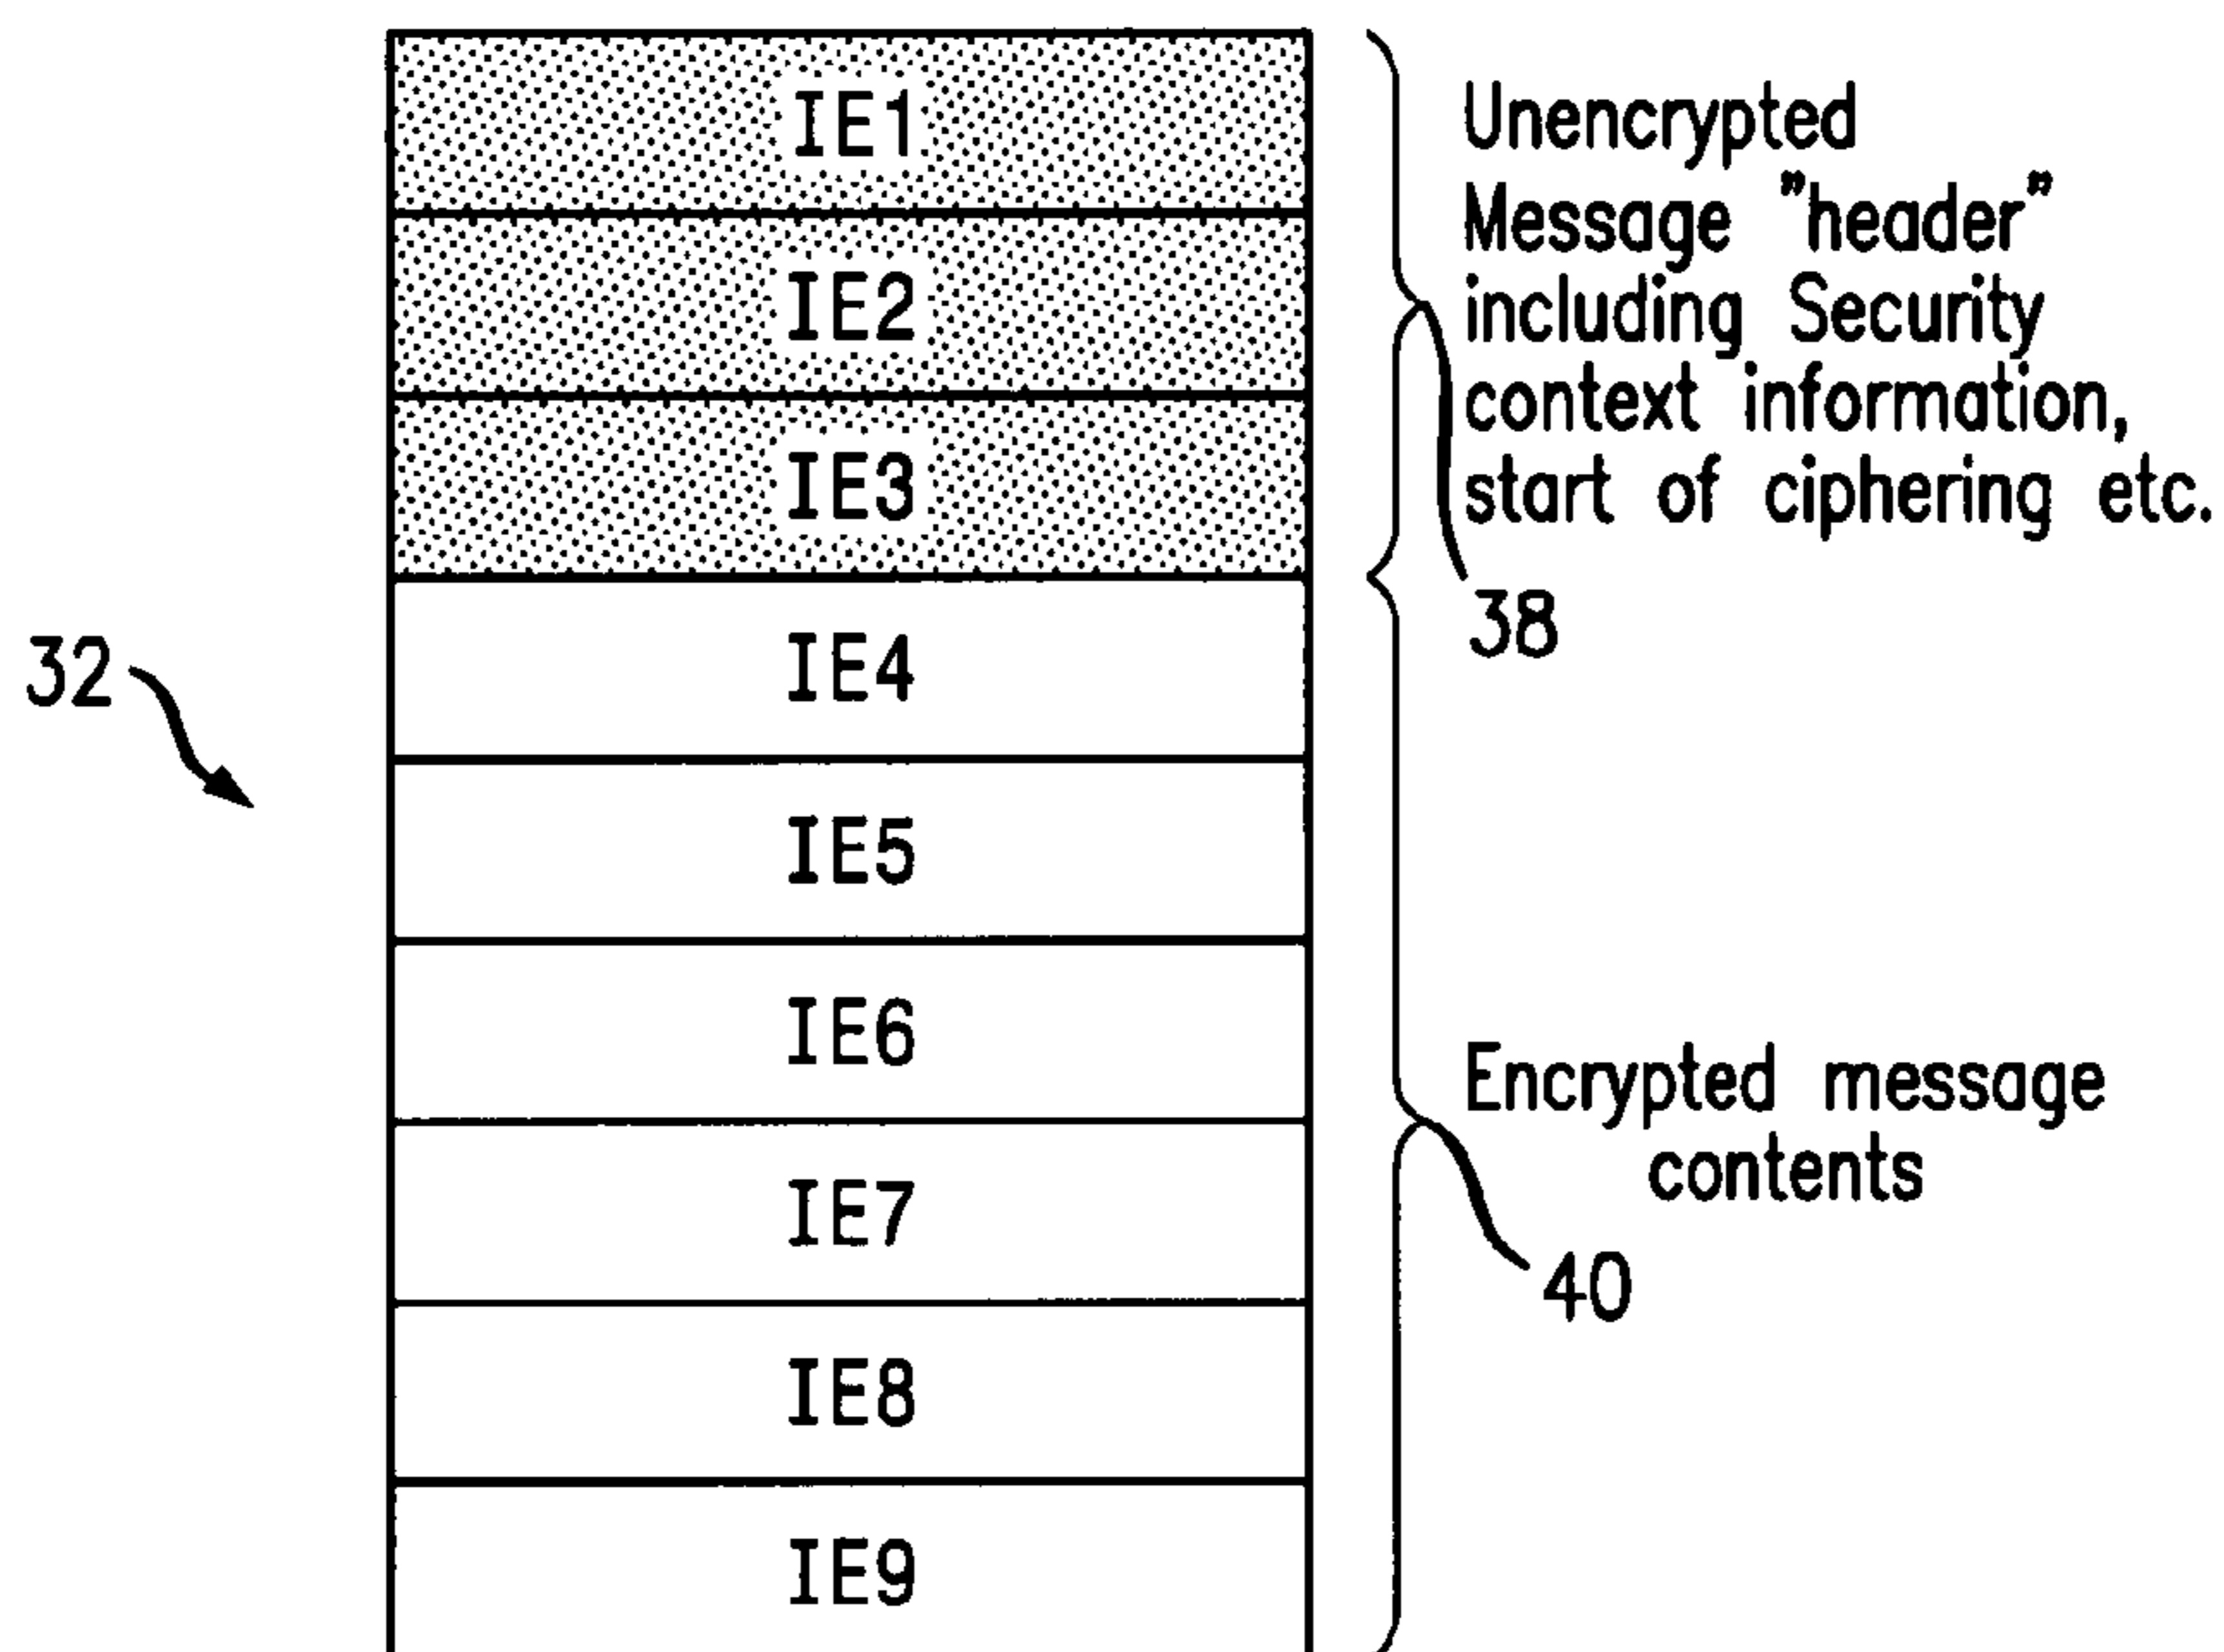 IE1
IE2
IE3
IE4
IE5
IE6
IE7
IE8
IE9
32
Unencrypted
Message "header"
including Security
context information,
start of ciphering etc.
38
Encrypted message
contents
40